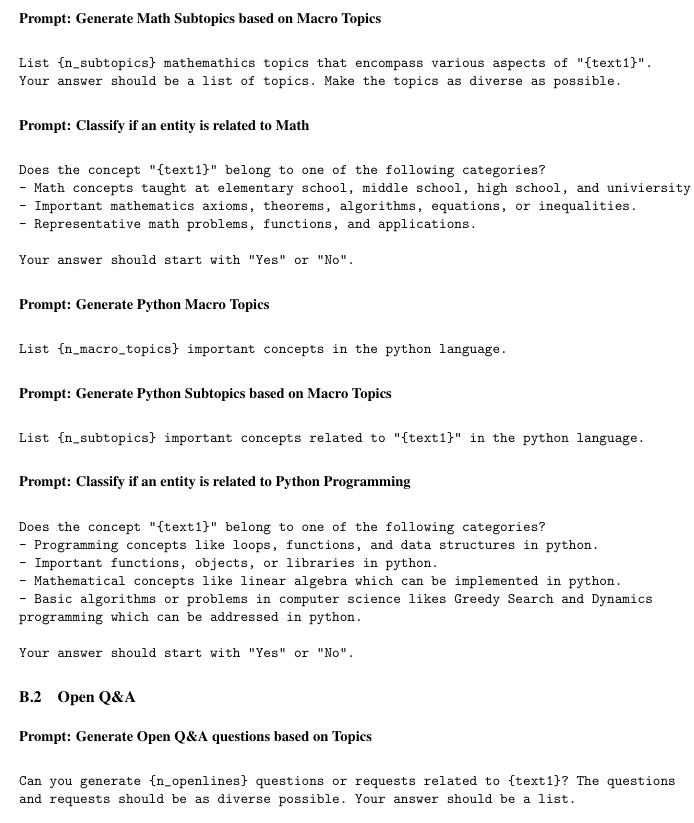 Prompt: Generate Math Subtopics based on Macro Topics
List {n_subtopics} mathemathics topics that encompass various aspects of "{text1}".
Your answer should be a list of topics. Make the topics as diverse as possible.
Prompt: Classify if an entity is related to Math
Does the concept "{text1}" belong to one of the following categories?
- Math concepts taught at elementary school, middle school, high school, and univiersity
- Important mathematics axioms, theorems, algorithms, equations, or inequalities.
- Representative math problems, functions, and applications.
Your answer should start with "Yes" or "No".
Prompt: Generate Python Macro Topics
List {n_macro_topics} important concepts in the python language.
Prompt: Generate Python Subtopics based on Macro Topics
List {n_subtopics} important concepts related to "{text1}" in the python language.
Prompt: Classify if an entity is related to Python Programming
Does the concept "{text1}" belong to one of the following categories?
- Programming concepts like loops, functions, and data structures in python.
- Important functions, objects, or libraries in python.
- Mathematical concepts like linear algebra which can be implemented in python.
- Basic algorithms or problems in computer science likes Greedy Search and Dynamics
programming which can be addressed in python.
Your answer should start with "Yes" or "No".
B.2 Open Q&A
Prompt: Generate Open Q&A questions based on Topics
Can you generate {n_openlines} questions or requests related to {text1}? The questions
and requests should be as diverse possible. Your answer should be a list.